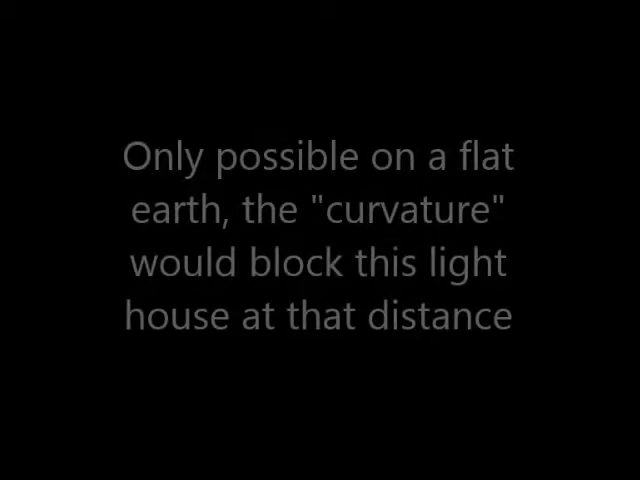 Only possible on a flat
earth, the "curvature"
would block this light
house at that distance